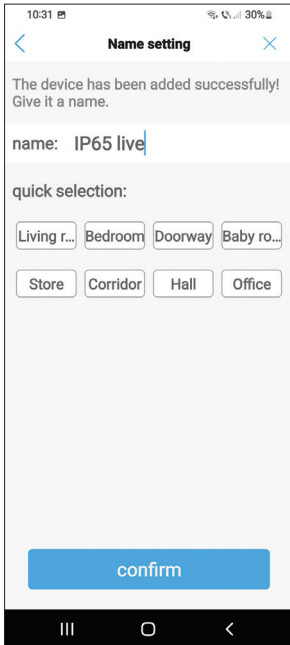 10:31 30%
Name setting
The device has been added successfully!
Give it a name.
name: IP65 live
quick selection:
Living r... Bedroom Doorway Baby ro...
Store Corridor Hall Office
confirm